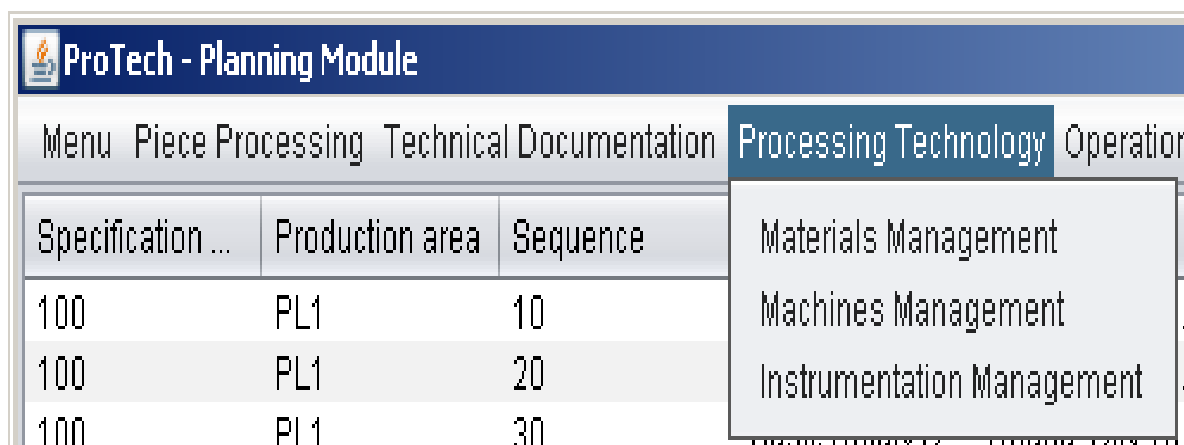 ProTech - Planning Module
Menu Piece Processing Technical Documentation Processing Technology Operation
Specification ... Production area Sequence
Materials Management
100 PL1 10
Machines Management
100 PL1 20
Instrumentation Management
100 PL1 30